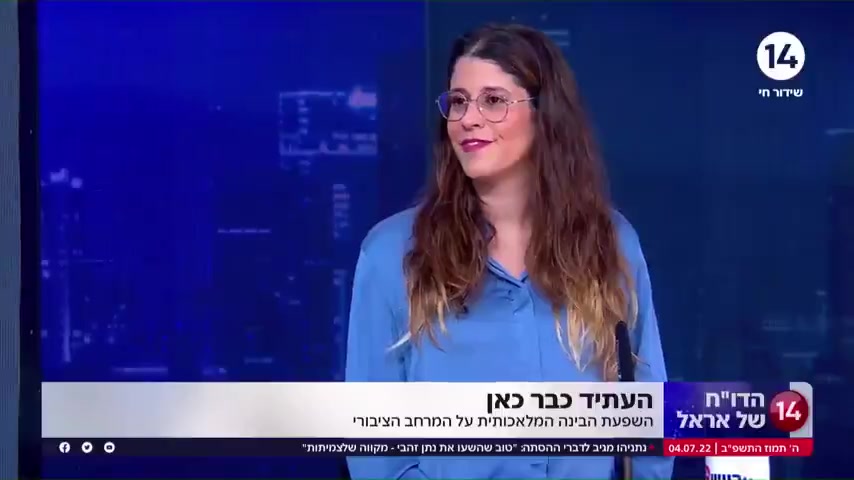 14
שידור חי
העתיד כבר כאן
השפעת הבינה המלאכותית על המרחב הציבורי
הדו"ח
של אראל
14
נתניהו מגיב לדברי ההסתה: "טוב שהשעו את נתן זהבי - מקווה שלצמיתות"
ה' תמוז התשפ"ב | 04.07.22